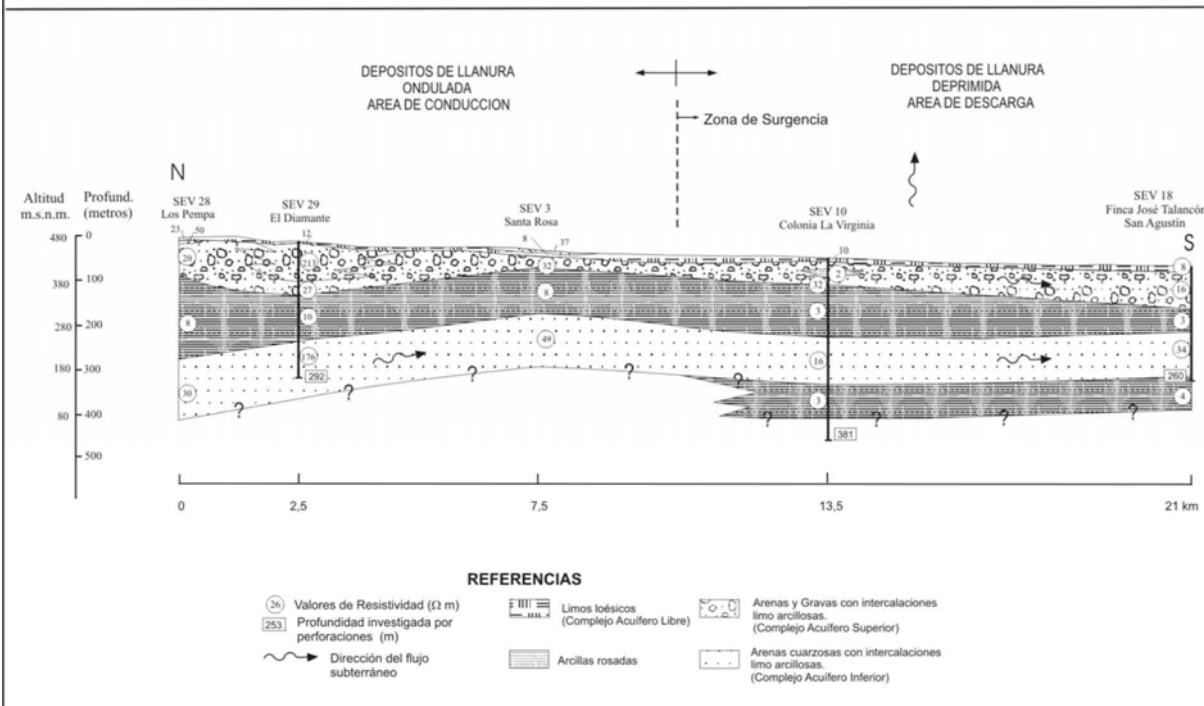 DEPOSITOS DE LLANURA
ONDULADA
AREA DE CONDUCCION
DEPOSITOS DE LLANURA
DEPRIMIDA
AREA DE DESCARGA
Zona de Surgencia
N
Altitud
m.s.n.m.
Profund.
(metros)
SEV 28
Los Pempa
SEV 29
El Diamante
SEV 3
Santa Rosa
SEV 10
Colonia La Virginia
SEV 18
Finca José Talancón
San Agustín
S
23
50
12
8
37
10
480
0
380
100
280
200
180
300
80
400
500
20
8
30
213
27
10
176
292
32
8
49
2
32
3
16
3
381
8
16
3
34
260
4
?
?
?
?
?
?
?
?
?
?
0
2,5
7,5
13,5
21 km
REFERENCIAS
26
Valores de Resistividad (Ω m)
253
Profundidad investigada por
perforaciones (m)
Dirección del flujo
subterráneo
Limos loésicos
(Complejo Acuífero Libre)
Arcillas rosadas
Arenas y Gravas con intercalaciones
limo arcillosas.
(Complejo Acuífero Superior)
Arenas cuarzosas con intercalaciones
limo arcillosas.
(Complejo Acuífero Inferior)